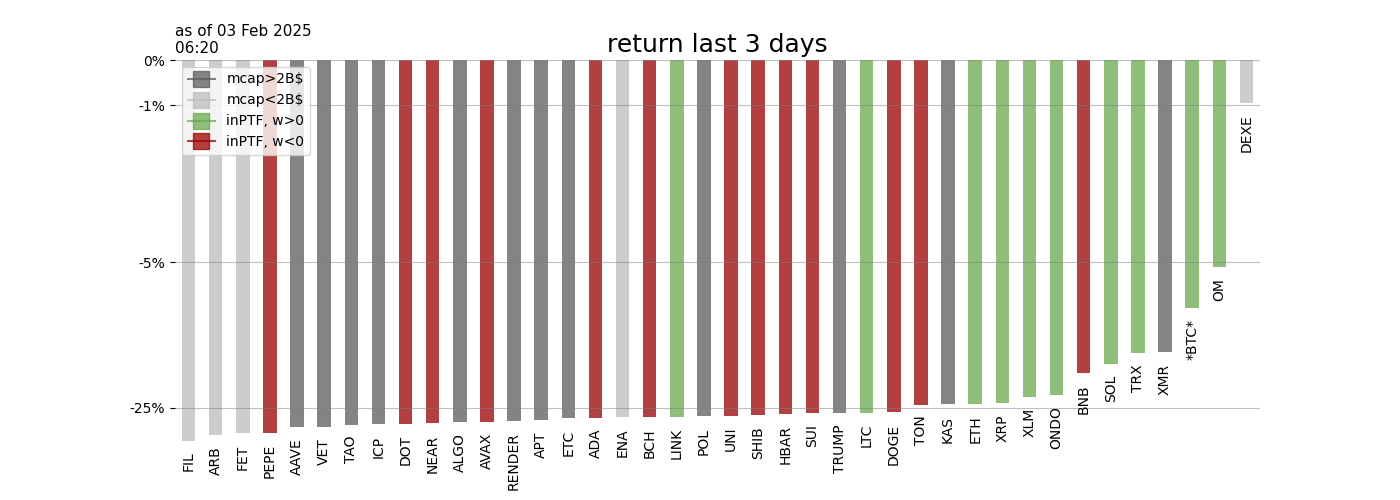 as of 03 Feb 2025
06:20
return last 3 days
0%
-1%
-5%
-25%
mcap>2B$
mcap<2B$
inPTF, w>0
inPTF, w<0
FIL
ARB
FET
PEPE
AAVE
VET
TAO
ICP
DOT
NEAR
ALGO
AVAX
RENDER
APT
ETC
ADA
ENA
BCH
LINK
POL
UNI
SHIB
HBAR
SUI
TRUMP
LTC
DOGE
TON
KAS
ETH
XRP
XLM
ONDO
BNB
SOL
TRX
XMR
*BTC*
OM
DEXE